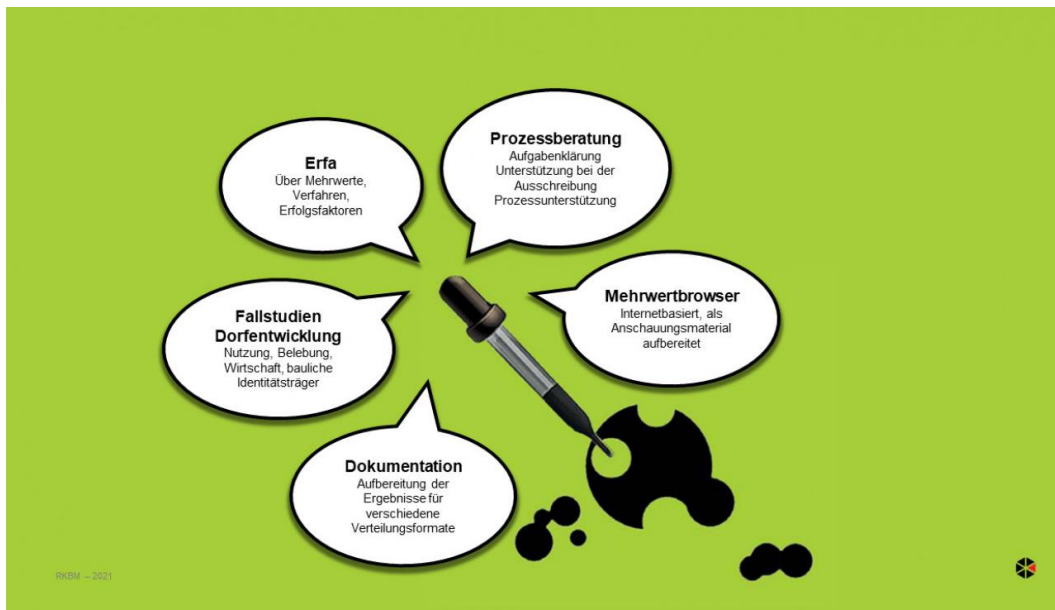 Erfa
Über Mehrwerte,
Verfahren,
Erfolgsfaktoren
Prozessberatung
Aufgabenklärung
Unterstützung bei der
Ausschreibung
Prozessunterstützung
Fallstudien
Dorfentwicklung
Nutzung, Belebung,
Wirtschaft, bauliche
Identitätsträger
Mehrwertbrowser
Internetbasiert, als
Anschauungsmaterial
aufbereitet
Dokumentation
Aufbereitung der
Ergebnisse für
verschiedene
Verteilungsformate
RKBM – 2021